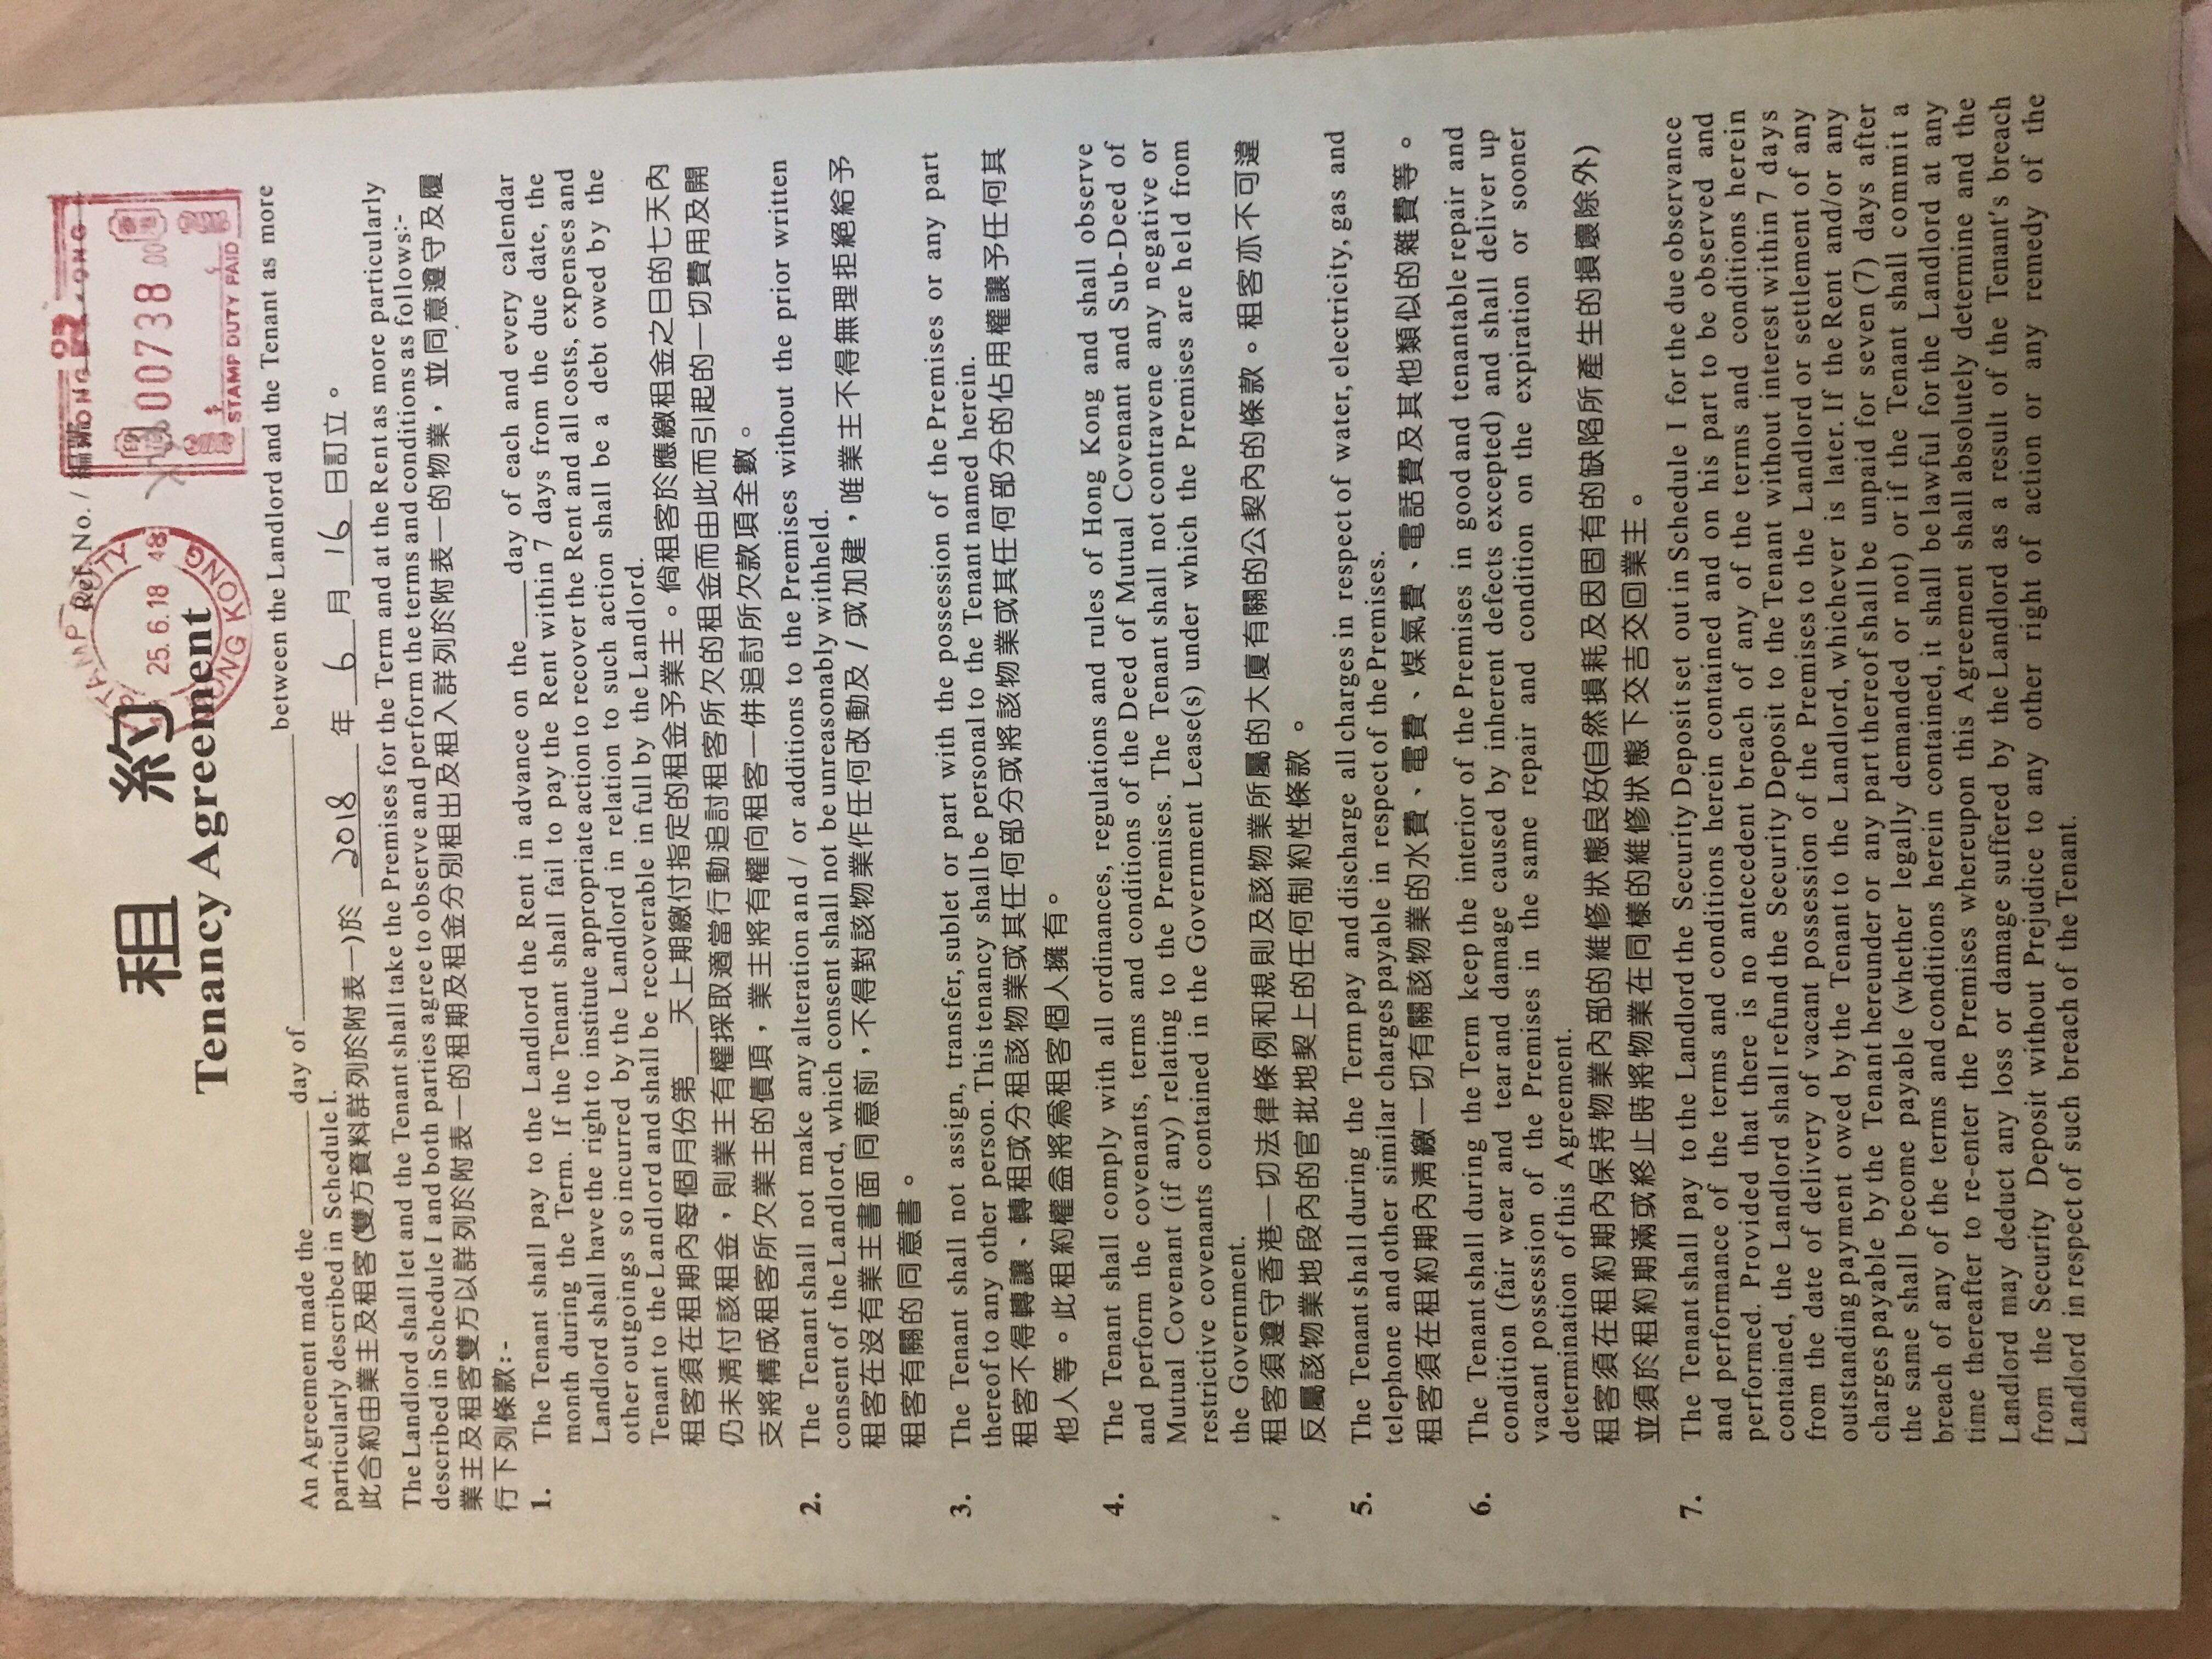 Ref. No. / 編號
HONG KONG
00738 .00
STAMP DUTY PAID
STAMP DUTY
25.6.18
48
HONG KONG
租 約
Tenancy Agreement
An Agreement made the ______ day of ____________ between the Landlord and the Tenant as more
particularly described in Schedule I.
此合約由業主及租客(雙方資料詳列於附表一)於 2018 年 6 月 16 日訂立。
The Landlord shall let and the Tenant shall take the Premises for the Term and at the Rent as more particularly
described in Schedule I and both parties agree to observe and perform the terms and conditions as follows:-
業主及租客雙方以詳列於附表一的租期及租金分別租出及租入詳列於附表一的物業，並同意遵守及履
行下列條款:-
1. The Tenant shall pay to the Landlord the Rent in advance on the____day of each and every calendar
month during the Term. If the Tenant shall fail to pay the Rent within 7 days from the due date, the
Landlord shall have the right to institute appropriate action to recover the Rent and all costs, expenses and
other outgoings so incurred by the Landlord in relation to such action shall be a debt owed by the
Tenant to the Landlord and shall be recoverable in full by the Landlord.
租客須在租期內每個月份第____天上期繳付指定的租金予業主。倘租客於應繳租金之日的七天內
仍未清付該租金，則業主有權採取適當行動追討租客所欠的租金而由此而引起的一切費用及開
支將構成租客所欠業主的債項，業主將有權向租客一併追討所欠款項全數。
2. The Tenant shall not make any alteration and / or additions to the Premises without the prior written
consent of the Landlord, which consent shall not be unreasonably withheld.
租客在沒有業主書面同意前，不得對該物業作任何改動及 / 或加建，唯業主不得無理拒絕給予
租客有關的同意書。
3. The Tenant shall not assign, transfer, sublet or part with the possession of the Premises or any part
thereof to any other person. This tenancy shall be personal to the Tenant named herein.
租客不得轉讓、轉租或分租該物業或其任何部分或將該物業或其任何部分的佔用權讓予任何其
他人等。此租約權益將為租客個人擁有。
4. The Tenant shall comply with all ordinances, regulations and rules of Hong Kong and shall observe
and perform the covenants, terms and conditions of the Deed of Mutual Covenant and Sub-Deed of
Mutual Covenant (if any) relating to the Premises. The Tenant shall not contravene any negative or
restrictive covenants contained in the Government Lease(s) under which the Premises are held from
the Government.
租客須遵守香港一切法律條例和規則及該物業所屬的大廈有關的公契內的條款。租客亦不可違
反屬該物業地段內的官批地契上的任何制約性條款。
5. The Tenant shall during the Term pay and discharge all charges in respect of water, electricity, gas and
telephone and other similar charges payable in respect of the Premises.
租客須在租約期內清繳一切有關該物業的水費、電費、煤氣費、電話費及其他類似的雜費等。
6. The Tenant shall during the Term keep the interior of the Premises in good and tenantable repair and
condition (fair wear and tear and damage caused by inherent defects excepted) and shall deliver up
vacant possession of the Premises in the same repair and condition on the expiration or sooner
determination of this Agreement.
租客須在租約期內保持物業內部的維修狀態良好(自然損耗及因固有的缺陷所產生的損壞除外)
並須於租約期滿或終止時將物業在同樣的維修狀態下交吉交回業主。
7. The Tenant shall pay to the Landlord the Security Deposit set out in Schedule I for the due observance
and performance of the terms and conditions herein contained and on his part to be observed and
performed. Provided that there is no antecedent breach of any of the terms and conditions herein
contained, the Landlord shall refund the Security Deposit to the Tenant without interest within 7 days
from the date of delivery of vacant possession of the Premises to the Landlord or settlement of any
outstanding payment owed by the Tenant to the Landlord, whichever is later. If the Rent and/or any
charges payable by the Tenant hereunder or any part thereof shall be unpaid for seven (7) days after
the same shall become payable (whether legally demanded or not) or if the Tenant shall commit a
breach of any of the terms and conditions herein contained, it shall be lawful for the Landlord at any
time thereafter to re-enter the Premises whereupon this Agreement shall absolutely determine and the
Landlord may deduct any loss or damage suffered by the Landlord as a result of the Tenant's breach
from the Security Deposit without Prejudice to any other right of action or any remedy of the
Landlord in respect of such breach of the Tenant.